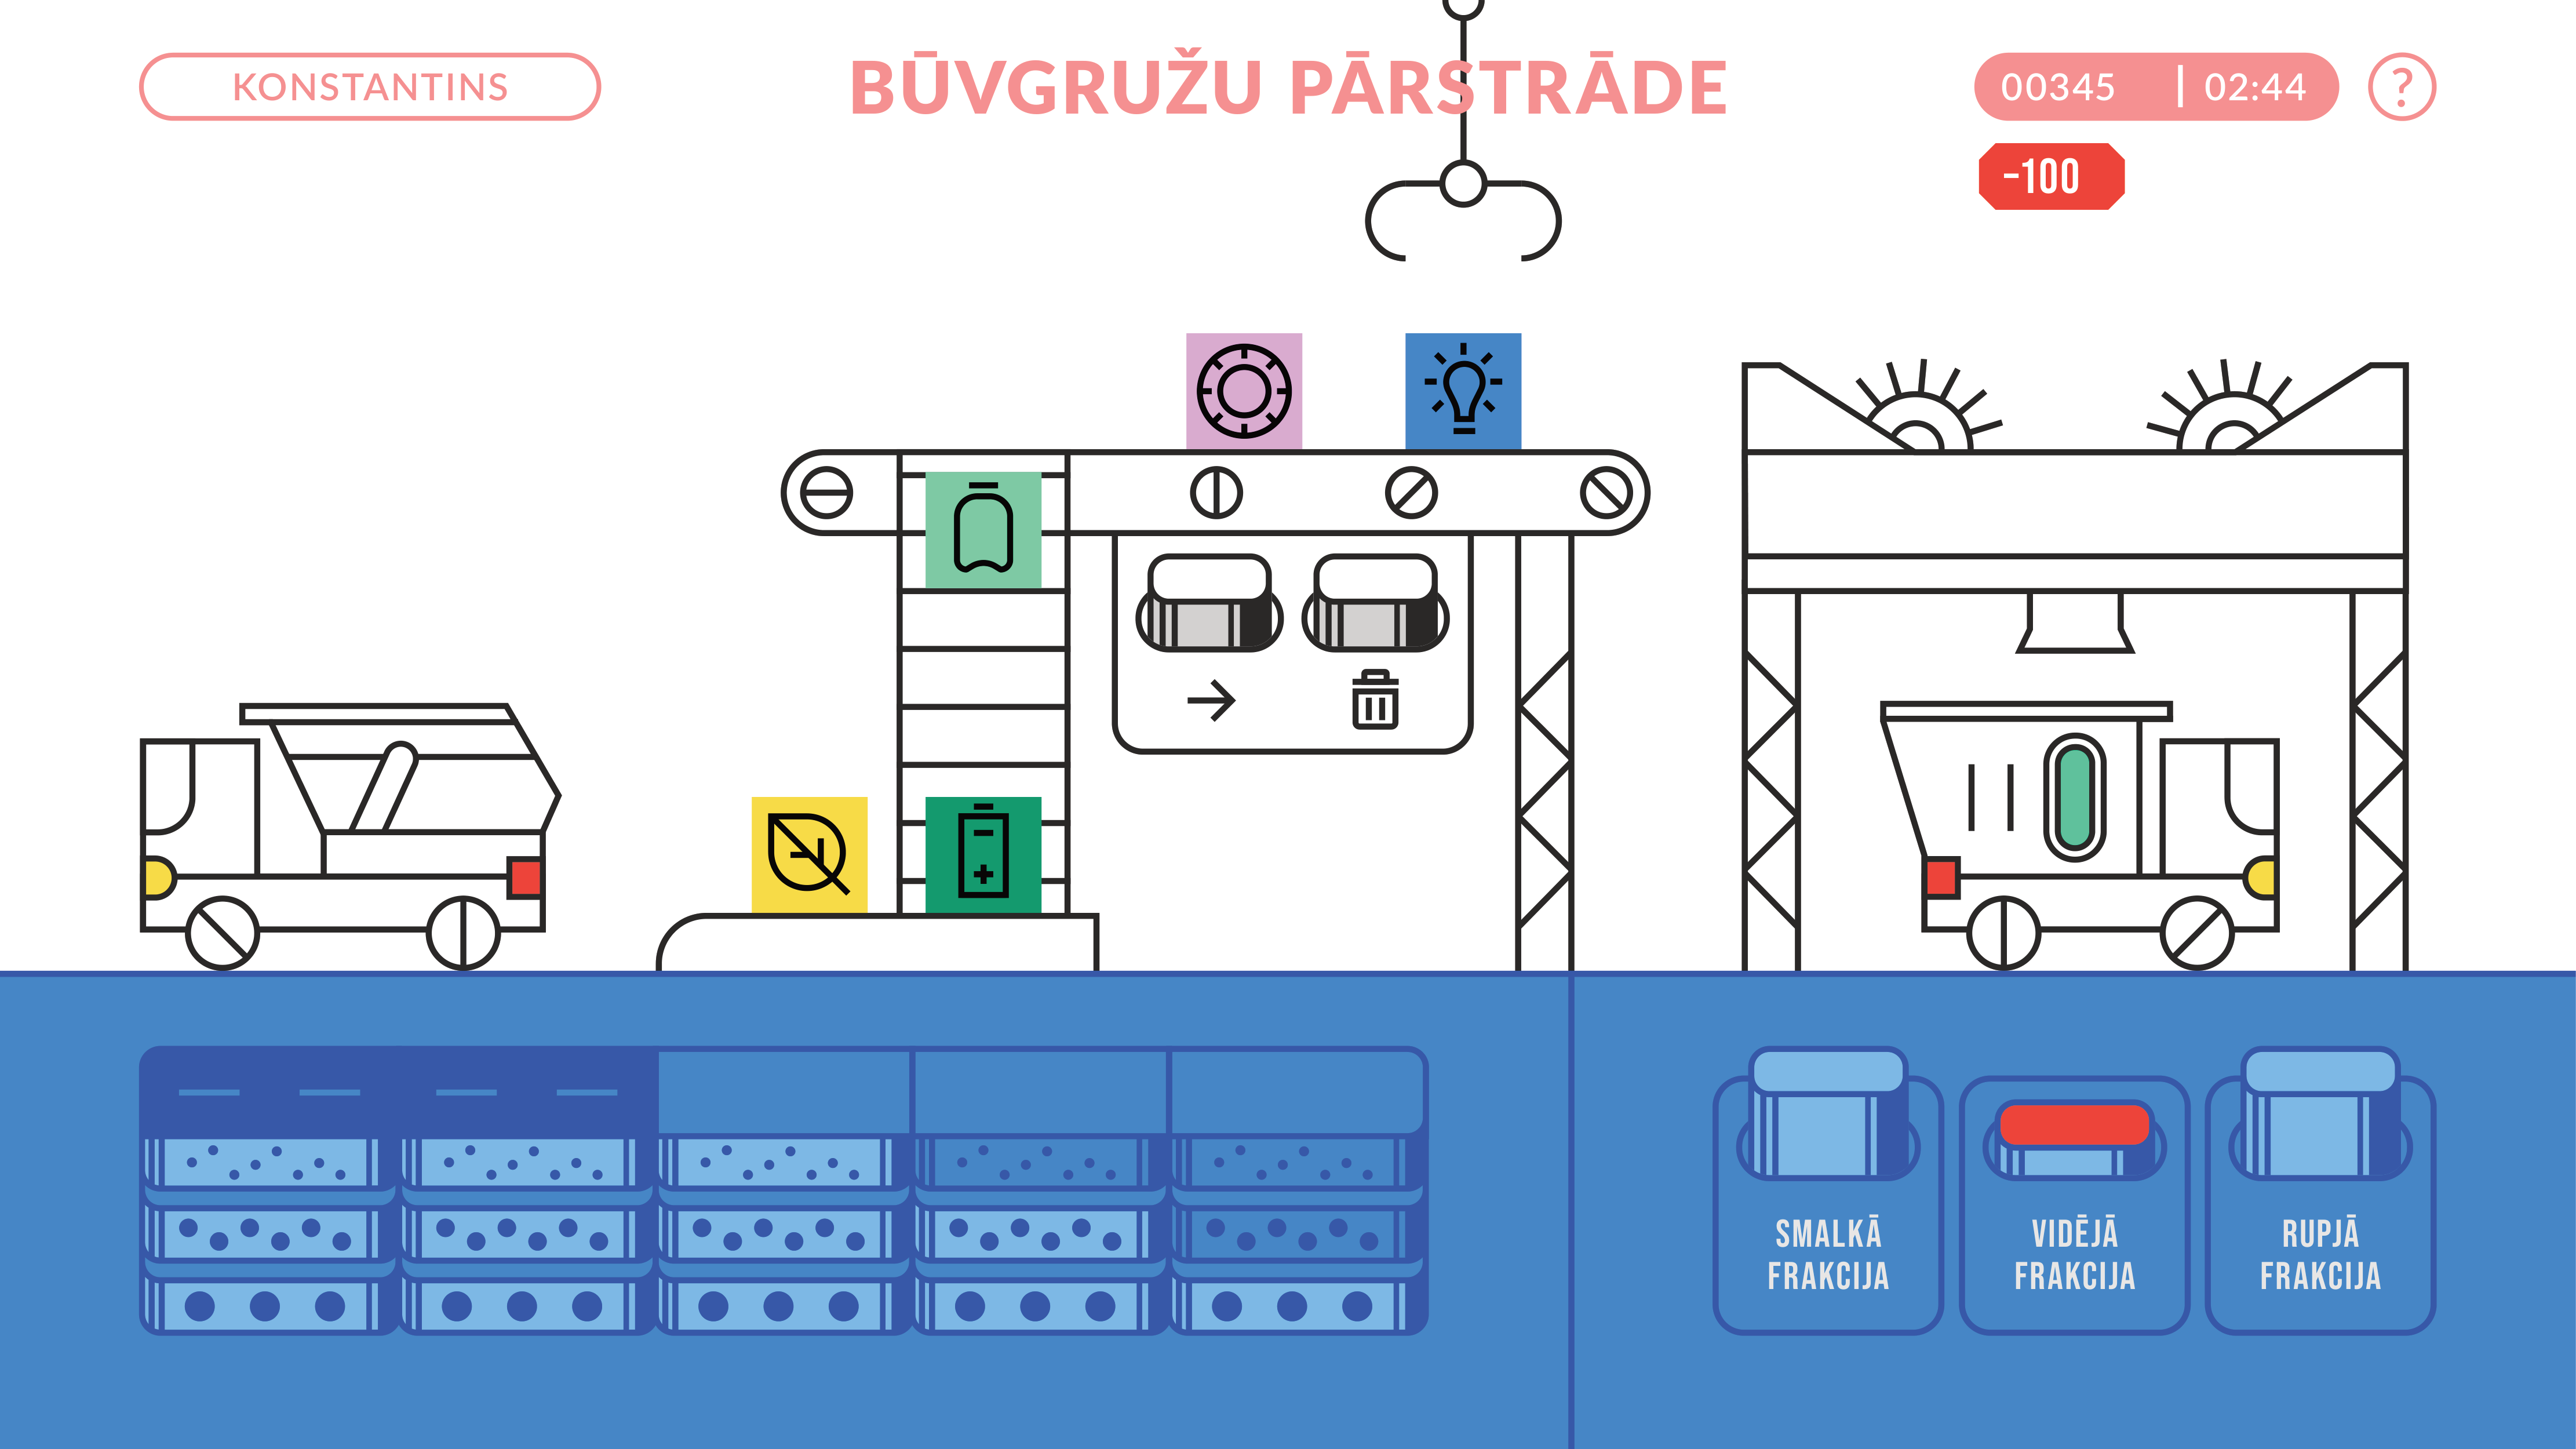 KONSTANTINS
BŪVGRUŽU PĀRSTRĀDE
00345 | 02:44
?
-100
SMALKĀ
FRAKCIJA
VIDĒJĀ
FRAKCIJA
RUPJĀ
FRAKCIJA